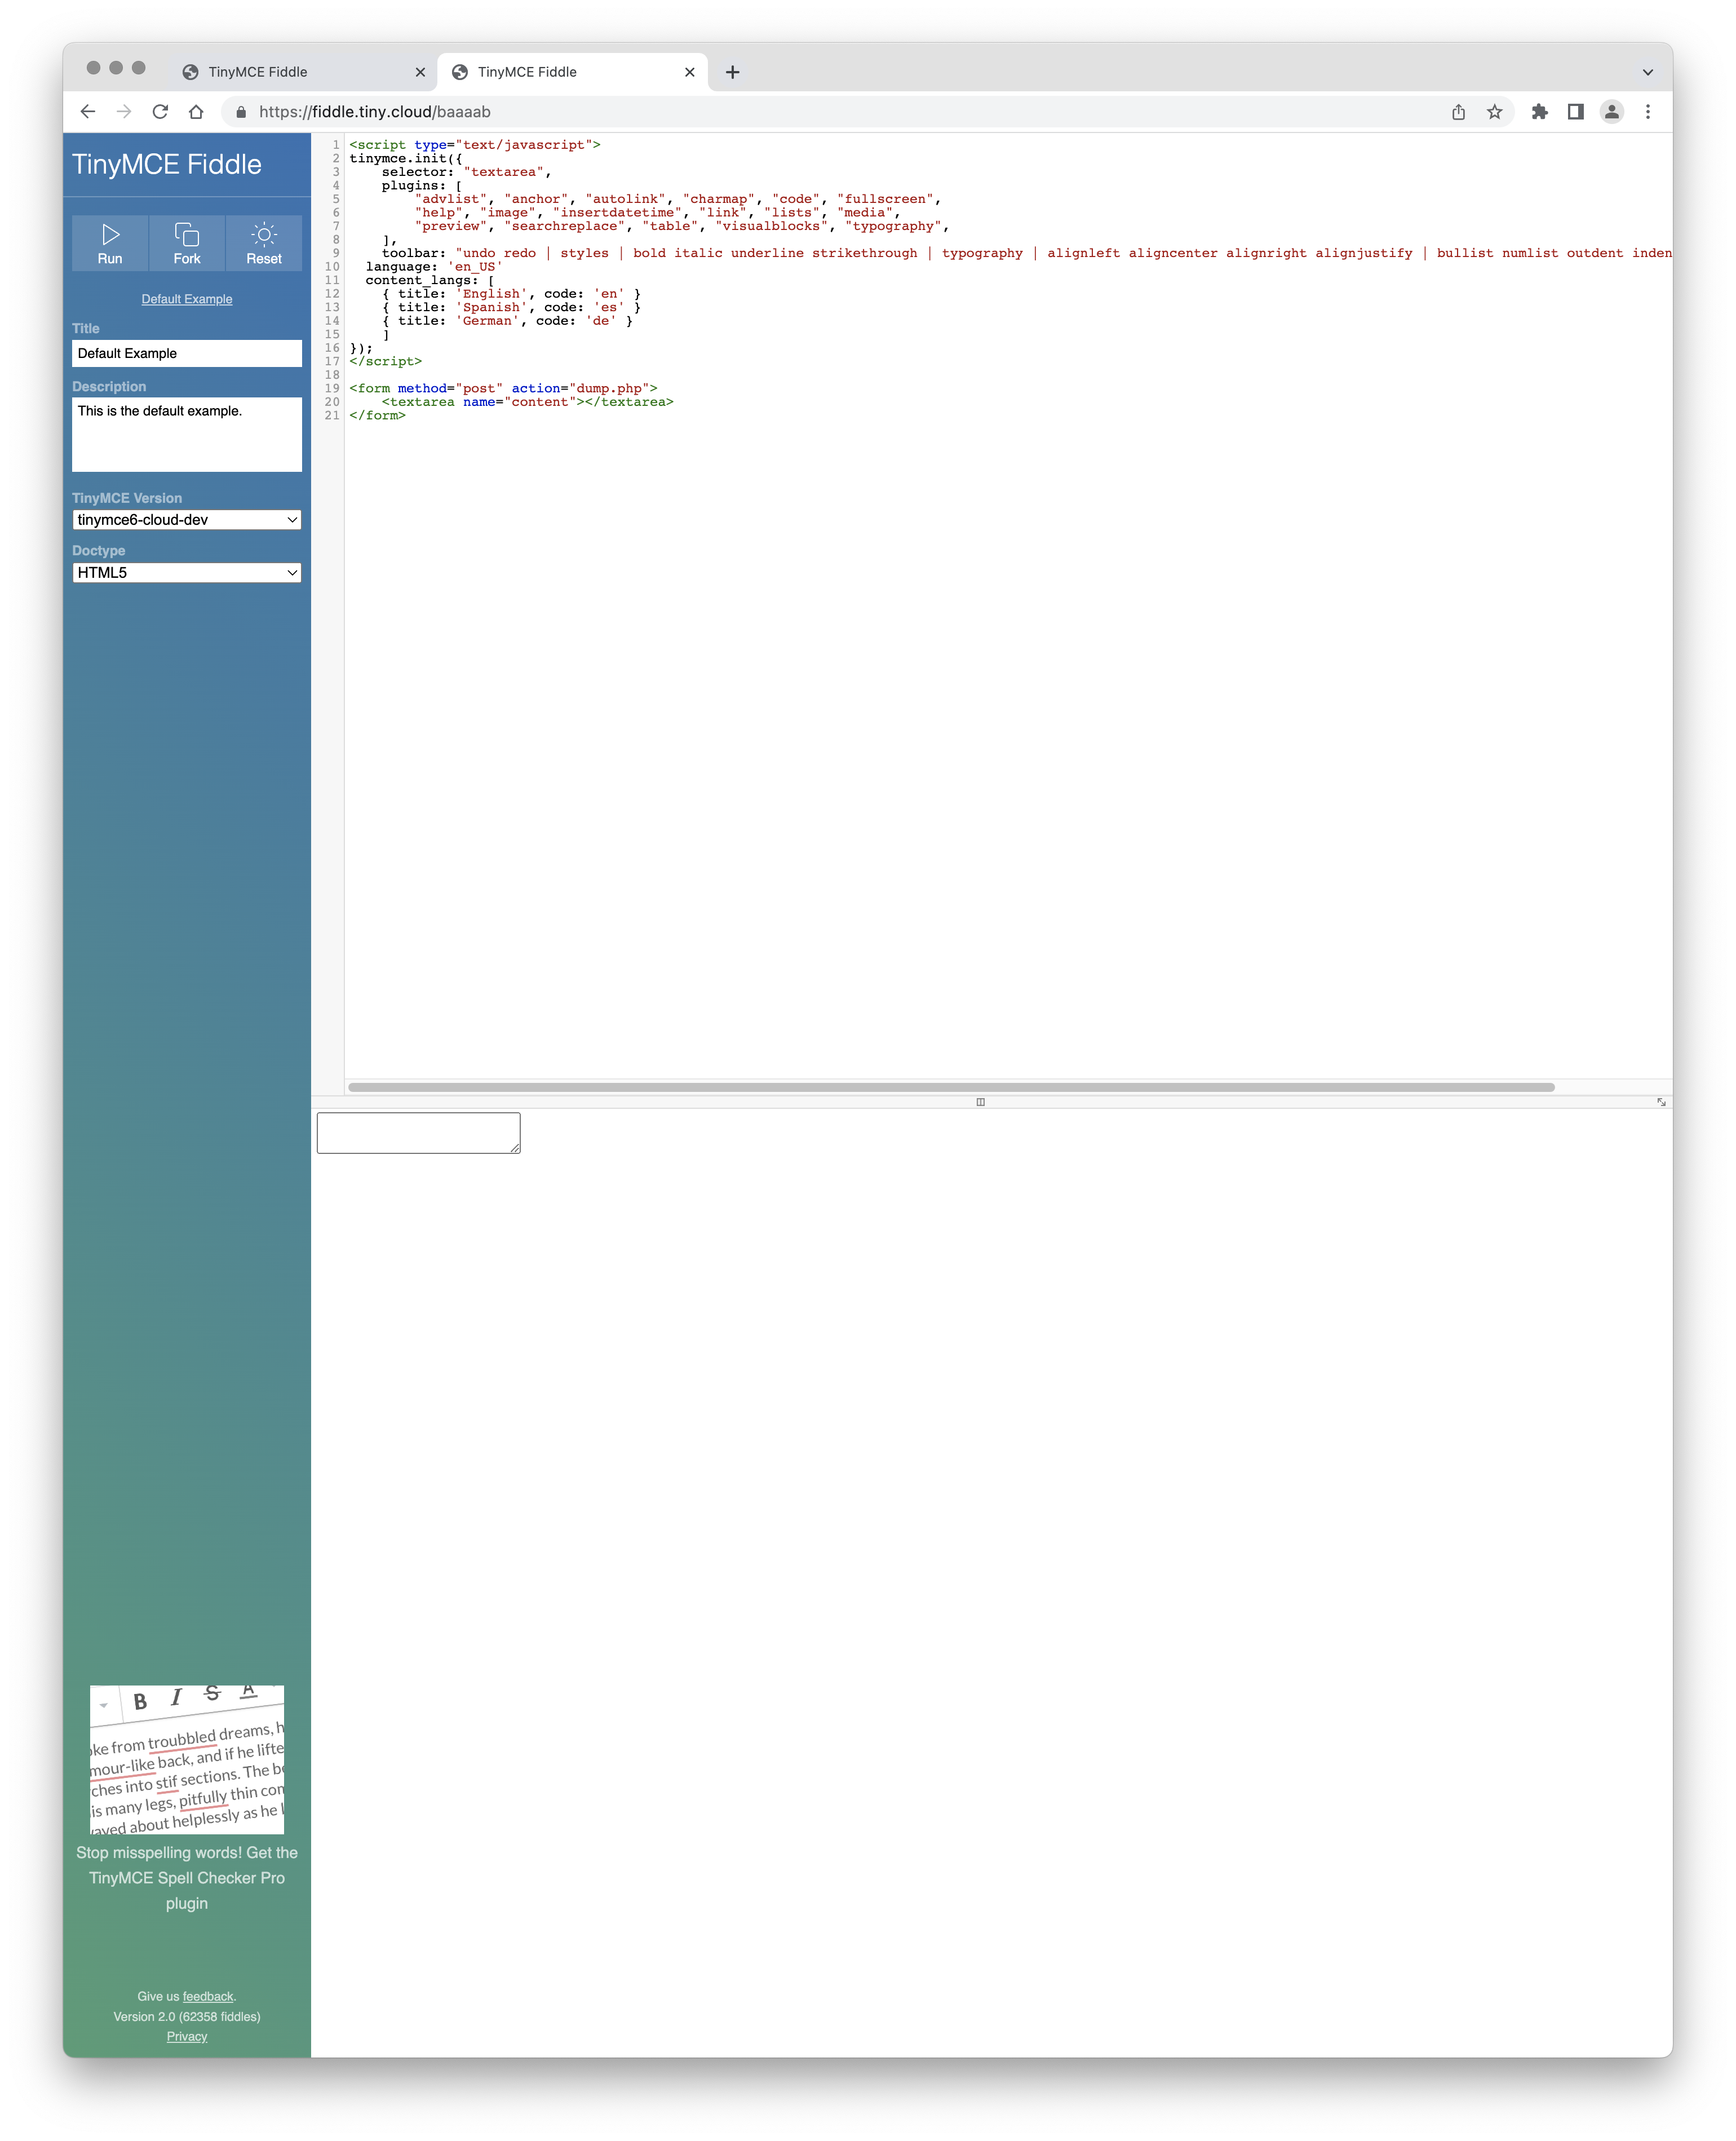 TinyMCE Fiddle
TinyMCE Fiddle
https://fiddle.tiny.cloud/baaaab
TinyMCE Fiddle
Run
Fork
Reset
Default Example
Title
Default Example
Description
This is the default example.
TinyMCE Version
tinymce6-cloud-dev
Doctype
HTML5
1 <script type="text/javascript">
2 tinymce.init({
3 selector: "textarea",
4 plugins: [
5 "advlist", "anchor", "autolink", "charmap", "code", "fullscreen",
6 "help", "image", "insertdatetime", "link", "lists", "media",
7 "preview", "searchreplace", "table", "visualblocks", "typography",
8 ],
9 toolbar: "undo redo | styles | bold italic underline strikethrough | typography | alignleft aligncenter alignright alignjustify | bullist numlist outdent inden
10 language: 'en_US'
11 content_langs: [
12 { title: 'English', code: 'en' }
13 { title: 'Spanish', code: 'es' }
14 { title: 'German', code: 'de' }
15 ]
16 });
17 </script>
18
19 <form method="post" action="dump.php">
20 <textarea name="content"></textarea>
21 </form>
B I S A
oke from troubbled dreams, h
mour-like back, and if he lifte
ches into stif sections. The be
is many legs, pitfully thin con
vaved about helplessly as he l
Stop misspelling words! Get the
TinyMCE Spell Checker Pro
plugin
Give us feedback.
Version 2.0 (62358 fiddles)
Privacy